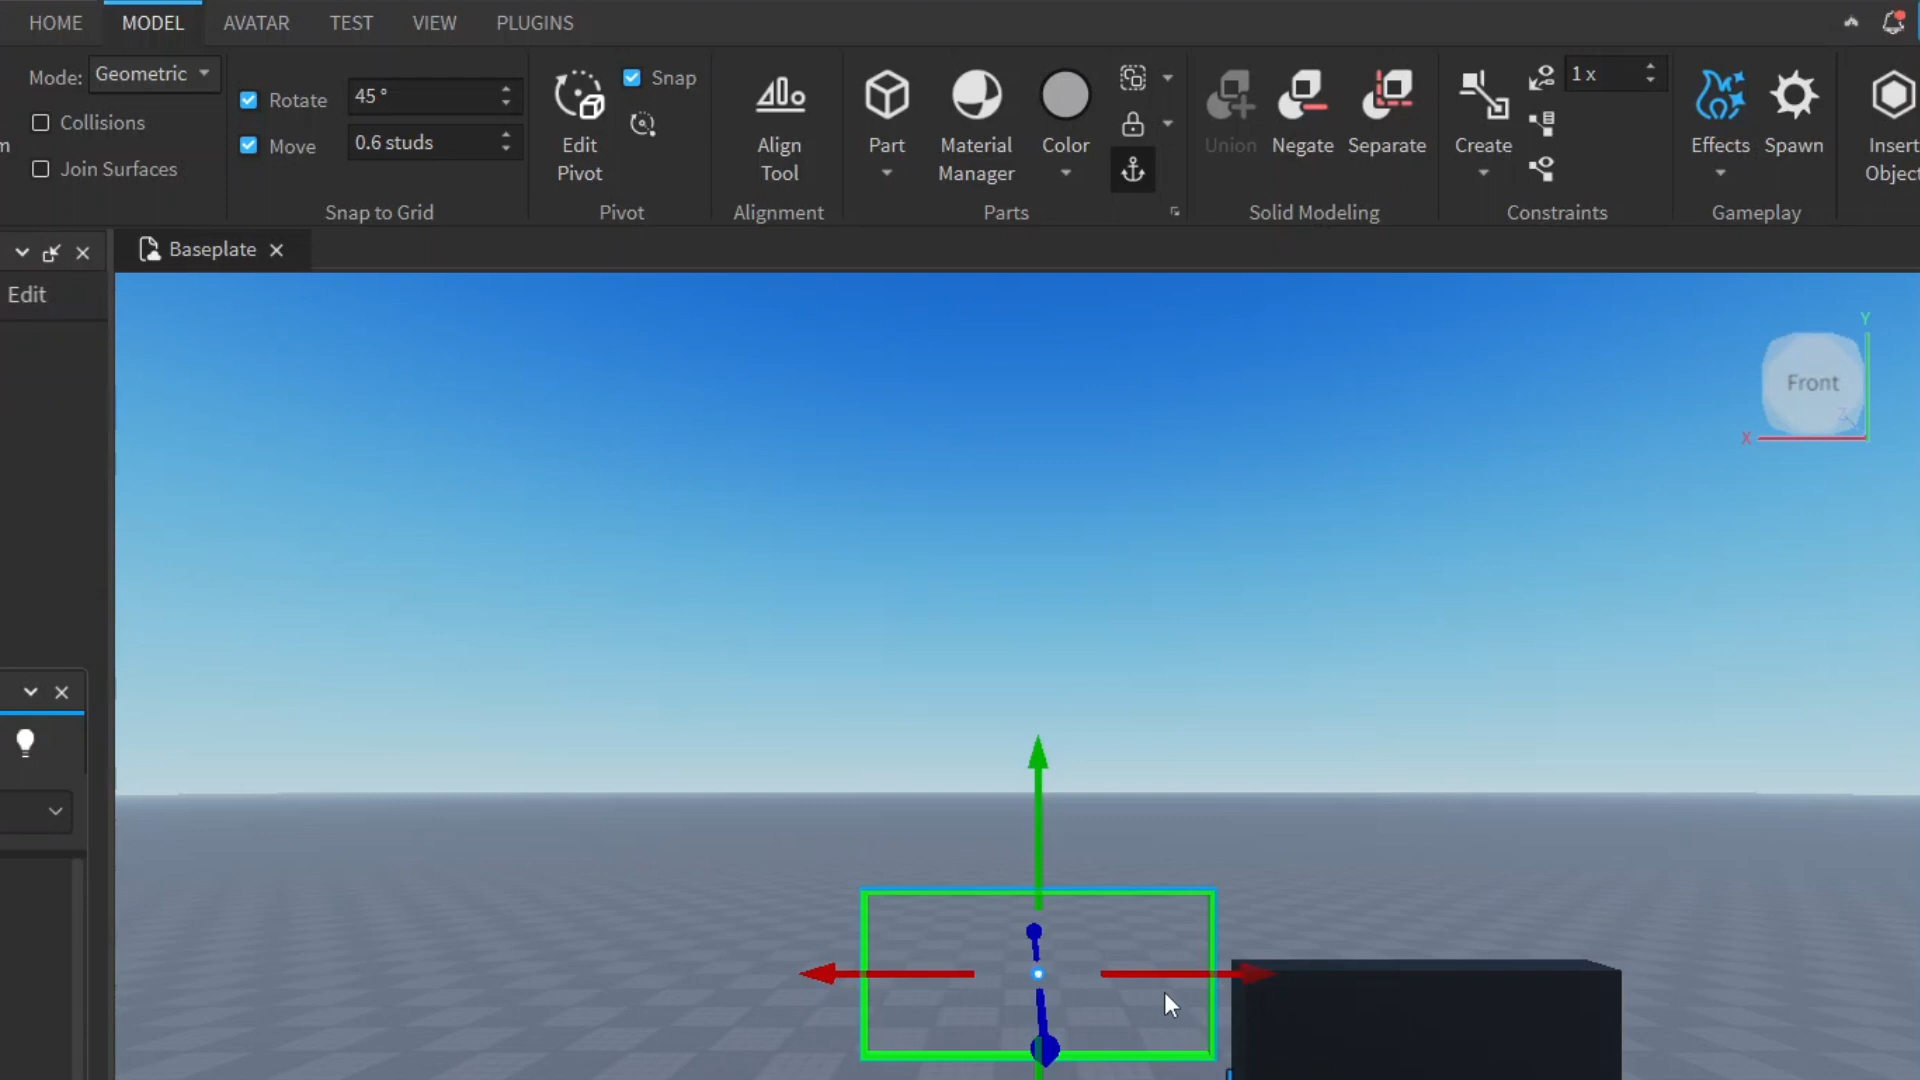 HOME MODEL AVATAR TEST VIEW PLUGINS
Mode: Geometric
Collisions
Join Surfaces
Rotate 45 °
Move 0.6 studs
Snap to Grid
Edit
Pivot
Snap
Pivot
Align
Tool
Alignment
Part
Material
Manager
Color
Parts
Union Negate Separate
Solid Modeling
Create
1 x
Constraints
Effects Spawn
Gameplay
Insert
Object
Baseplate
Edit
Y
Front
Z
X